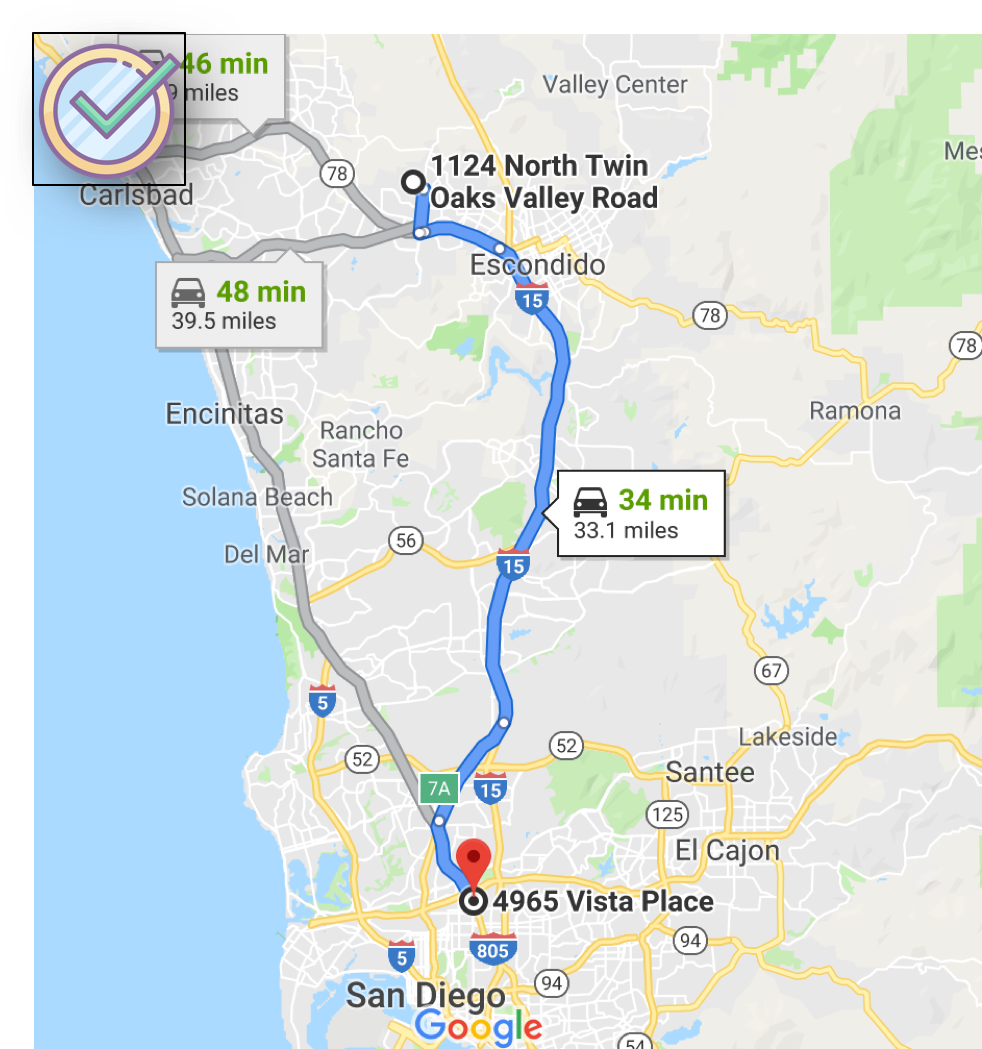 46 min
9 miles
Valley Center
78
1124 North Twin
Oaks Valley Road
Carlsbad
Escondido
15
48 min
39.5 miles
78
78
Encinitas
Ramona
Rancho
Santa Fe
Solana Beach
34 min
33.1 miles
56
Del Mar
15
67
5
Lakeside
52
52
Santee
7A
15
125
El Cajon
4965 Vista Place
94
805
5
94
San Diego
Google
54